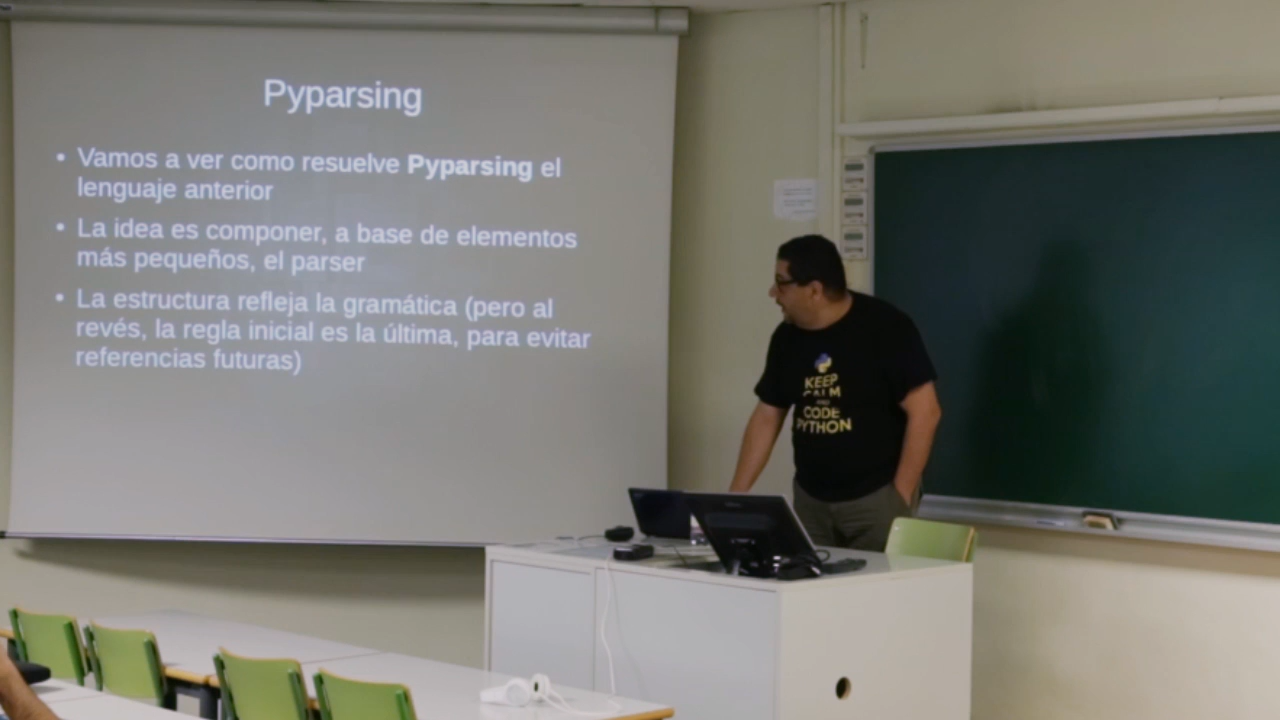 Pyparsing
• Vamos a ver como resuelve Pyparsing el
lenguaje anterior
• La idea es componer, a base de elementos
más pequeños, el parser
• La estructura refleja la gramática (pero al
revés, la regla inicial es la última, para evitar
referencias futuras)
KEEP
CALM
AND
CODE
PYTHON